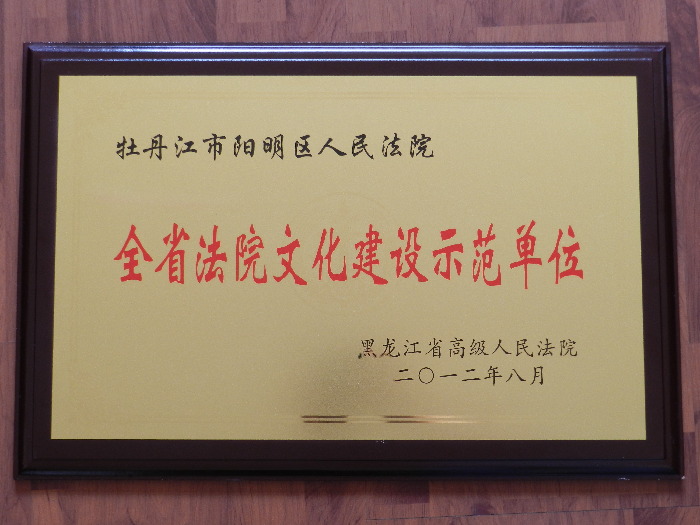 牡丹江市阳明区人民法院
全省法院文化建设示范单位
黑龙江省高级人民法院
二〇一二年八月